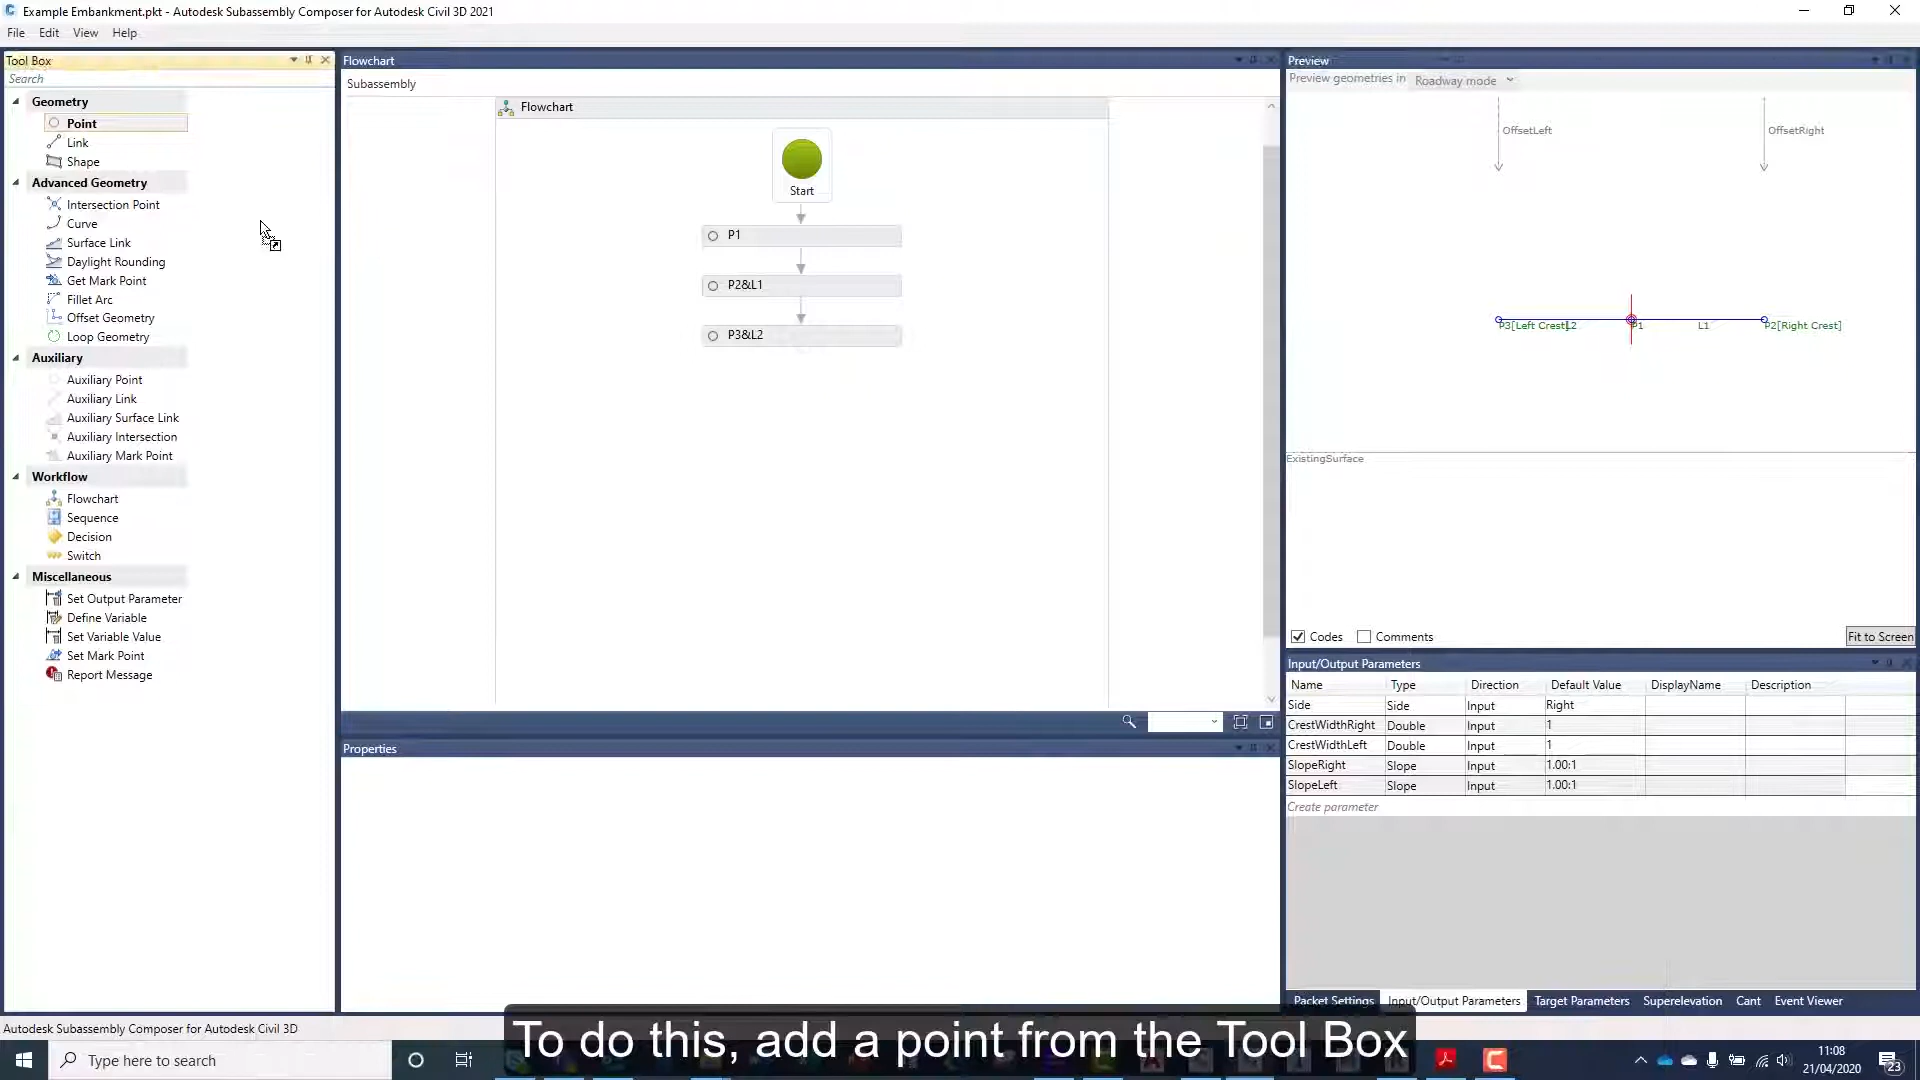 Example Embankment.pkt - Autodesk Subassembly Composer for Autodesk Civil 3D 2021
File Edit View Help
Tool Box
Search
Geometry
Point
Link
Shape
Advanced Geometry
Intersection Point
Curve
Surface Link
Daylight Rounding
Get Mark Point
Fillet Arc
Offset Geometry
Loop Geometry
Auxiliary
Auxiliary Point
Auxiliary Link
Auxiliary Surface Link
Auxiliary Intersection
Auxiliary Mark Point
Workflow
Flowchart
Sequence
Decision
Switch
Miscellaneous
Set Output Parameter
Define Variable
Set Variable Value
Set Mark Point
Report Message
Flowchart
Subassembly
Flowchart
Start
P1
P2&L1
P3&L2
Properties
Preview
Preview geometries in Roadway mode
OffsetLeft OffsetRight
P3[Left Crest] L2 P1 L1 P2[Right Crest]
ExistingSurface
Codes Comments Fit to Screen
Input/Output Parameters
Name Type Direction Default Value DisplayName Description
Side Side Input Right
CrestWidthRight Double Input 1
CrestWidthLeft Double Input 1
SlopeRight Slope Input 1.00:1
SlopeLeft Slope Input 1.00:1
Create parameter
Packet Settings Input/Output Parameters Target Parameters Superelevation Cant Event Viewer
Autodesk Subassembly Composer for Autodesk Civil 3D
To do this, add a point from the Tool Box
Type here to search
11:08
21/04/2020
23